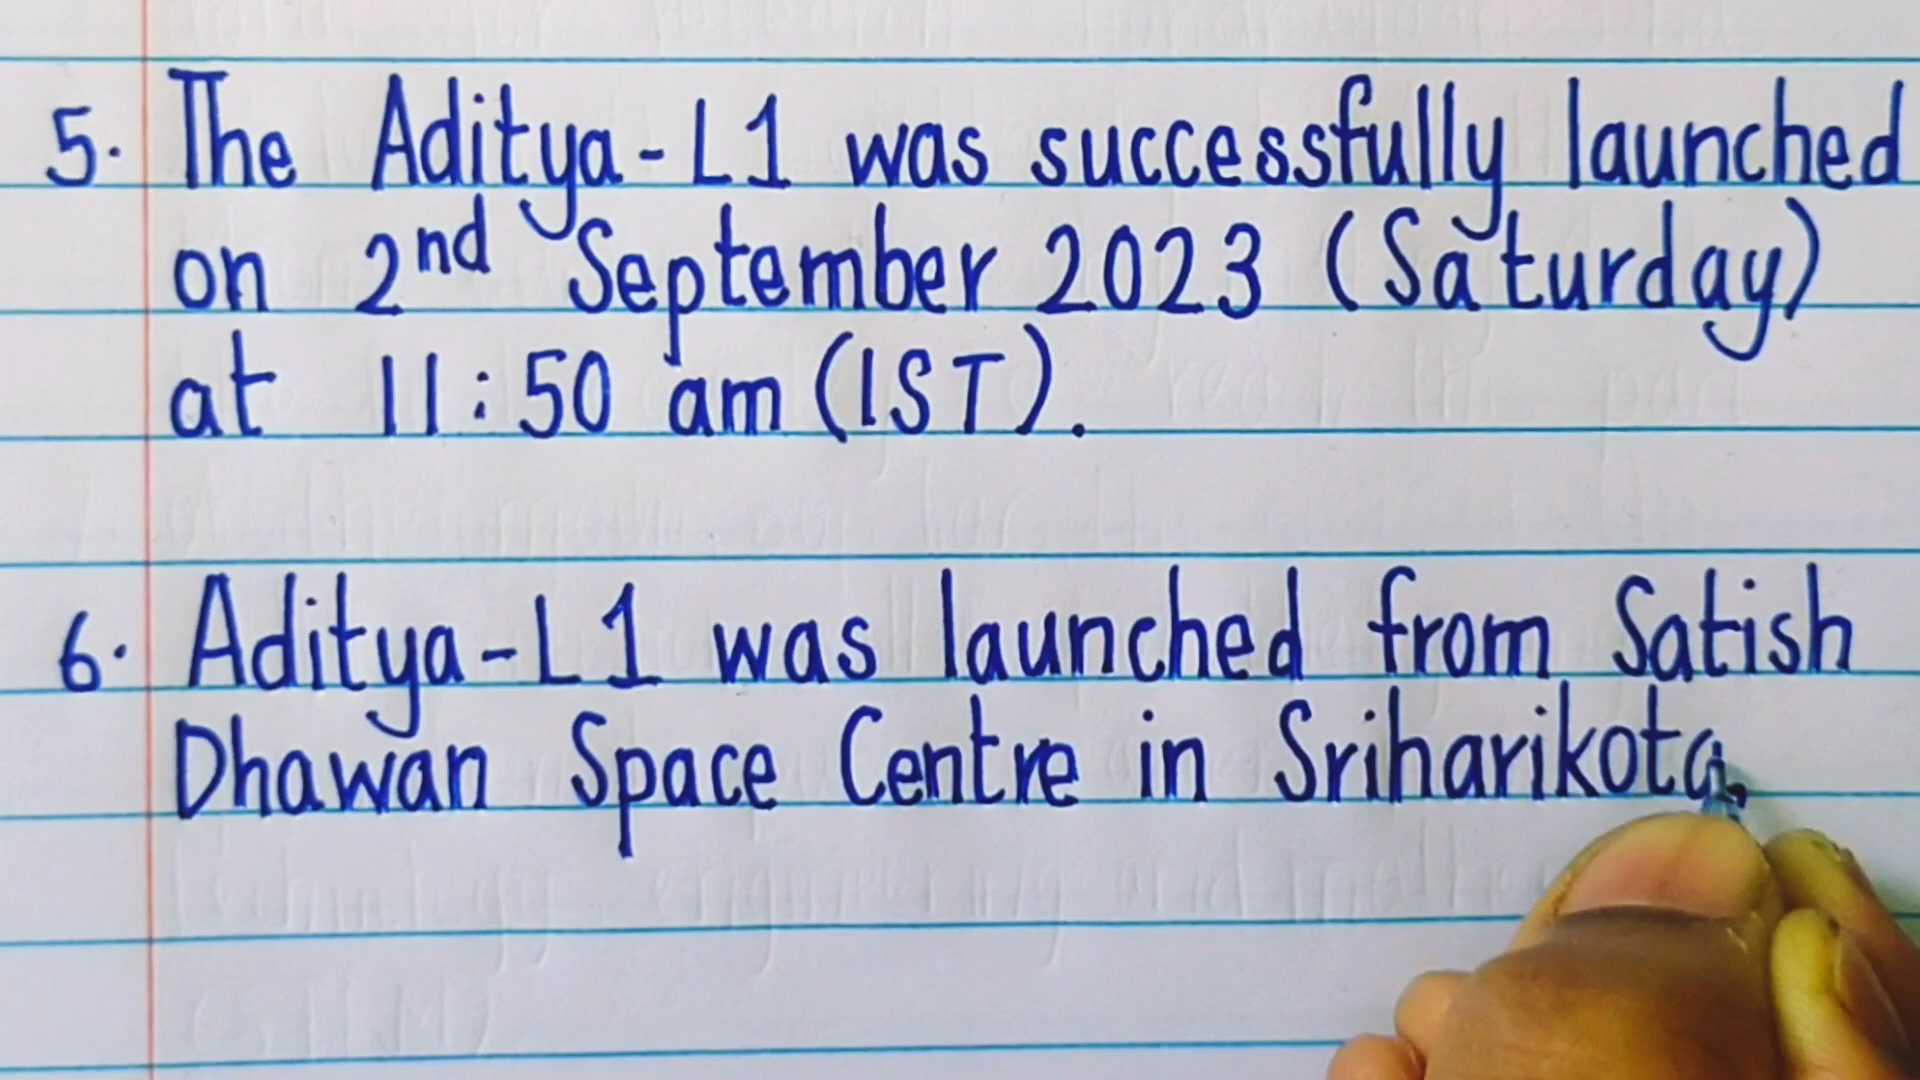 5. The Aditya-L1 was successfully launched
on 2nd September 2023 (Saturday)
at 11:50 am (IST).
6. Aditya-L1 was launched from Satish
Dhawan Space Centre in Sriharikota,